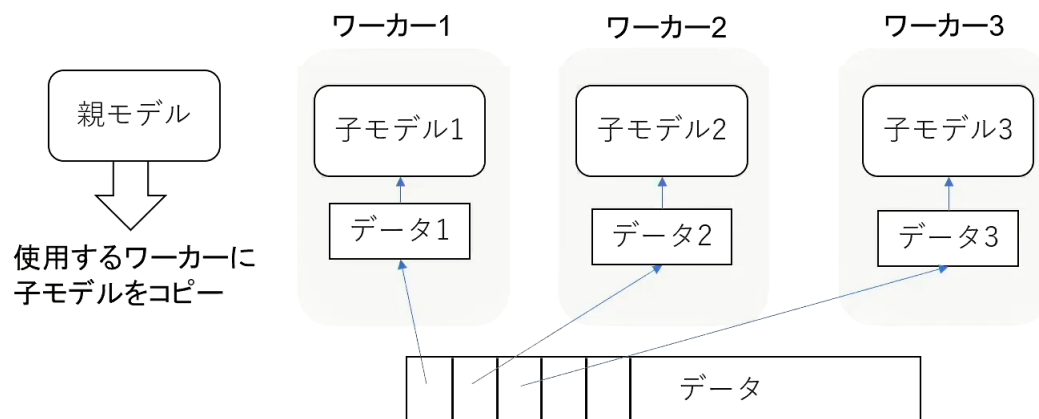 ワーカー1
ワーカー2
ワーカー3
親モデル
子モデル1
子モデル2
子モデル3
データ1
データ2
データ3
使用するワーカーに
子モデルをコピー
データ